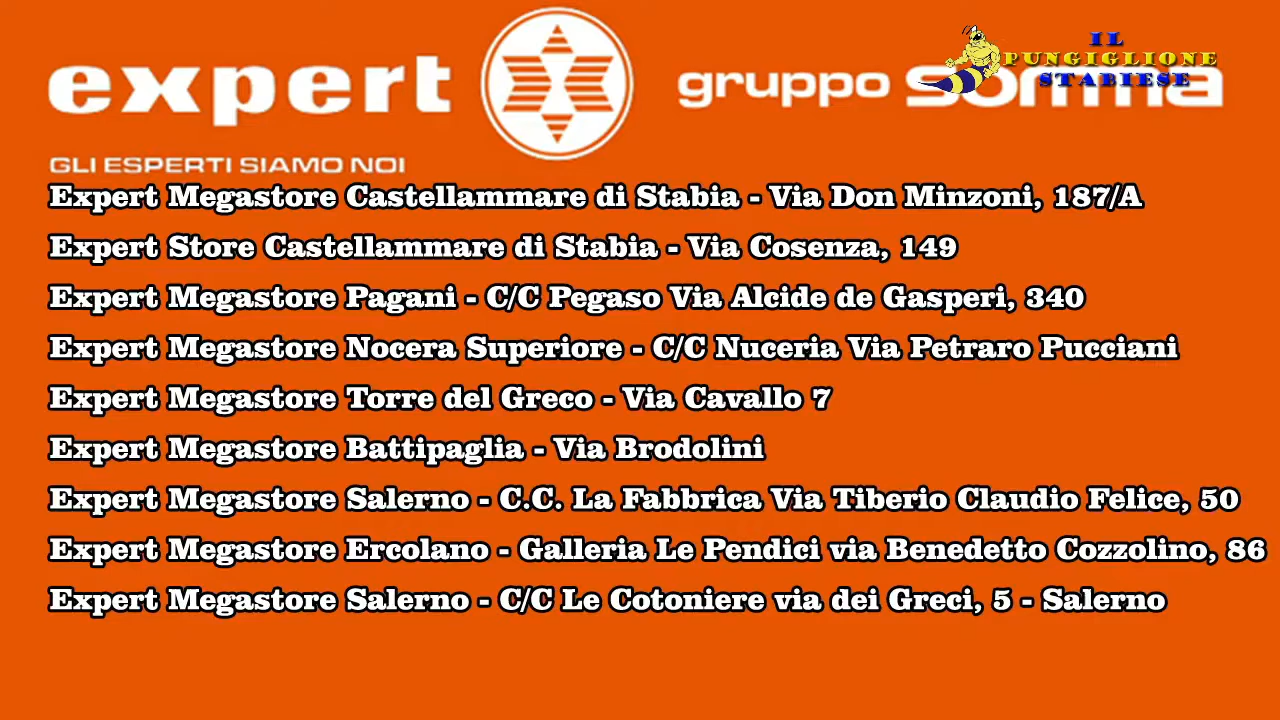 expert
gruppo somma
IL
PUNGIGLIONE
STABIESE
GLI ESPERTI SIAMO NOI
Expert Megastore Castellammare di Stabia - Via Don Minzoni, 187/A
Expert Store Castellammare di Stabia - Via Cosenza, 149
Expert Megastore Pagani - C/C Pegaso Via Alcide de Gasperi, 340
Expert Megastore Nocera Superiore - C/C Nuceria Via Petraro Pucciani
Expert Megastore Torre del Greco - Via Cavallo 7
Expert Megastore Battipaglia - Via Brodolini
Expert Megastore Salerno - C.C. La Fabbrica Via Tiberio Claudio Felice, 50
Expert Megastore Ercolano - Galleria Le Pendici via Benedetto Cozzolino, 86
Expert Megastore Salerno - C/C Le Cotoniere via dei Greci, 5 - Salerno